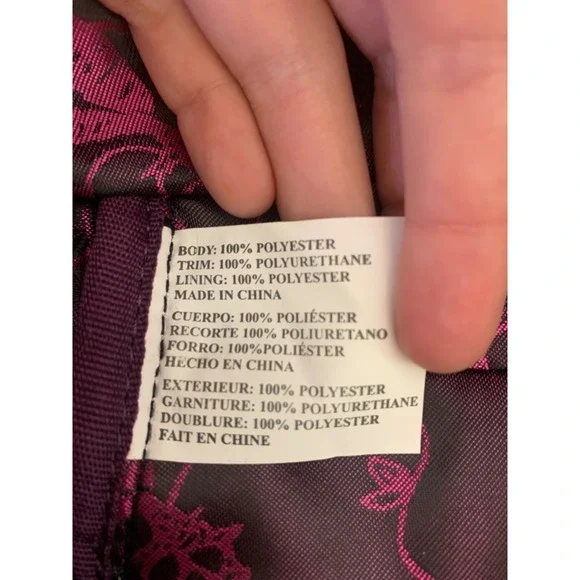 BODY: 100% POLYESTER
TRIM: 100% POLYURETHANE
LINING: 100% POLYESTER
MADE IN CHINA
CUERPO: 100% POLIÉSTER
RECORTE 100% POLIURETANO
FORRO: 100%POLIÉSTER
HECHO EN CHINA
EXTERIEUR: 100% POLYESTER
GARNITURE: 100% POLYURETHANE
DOUBLURE: 100% POLYESTER
FAIT EN CHINE